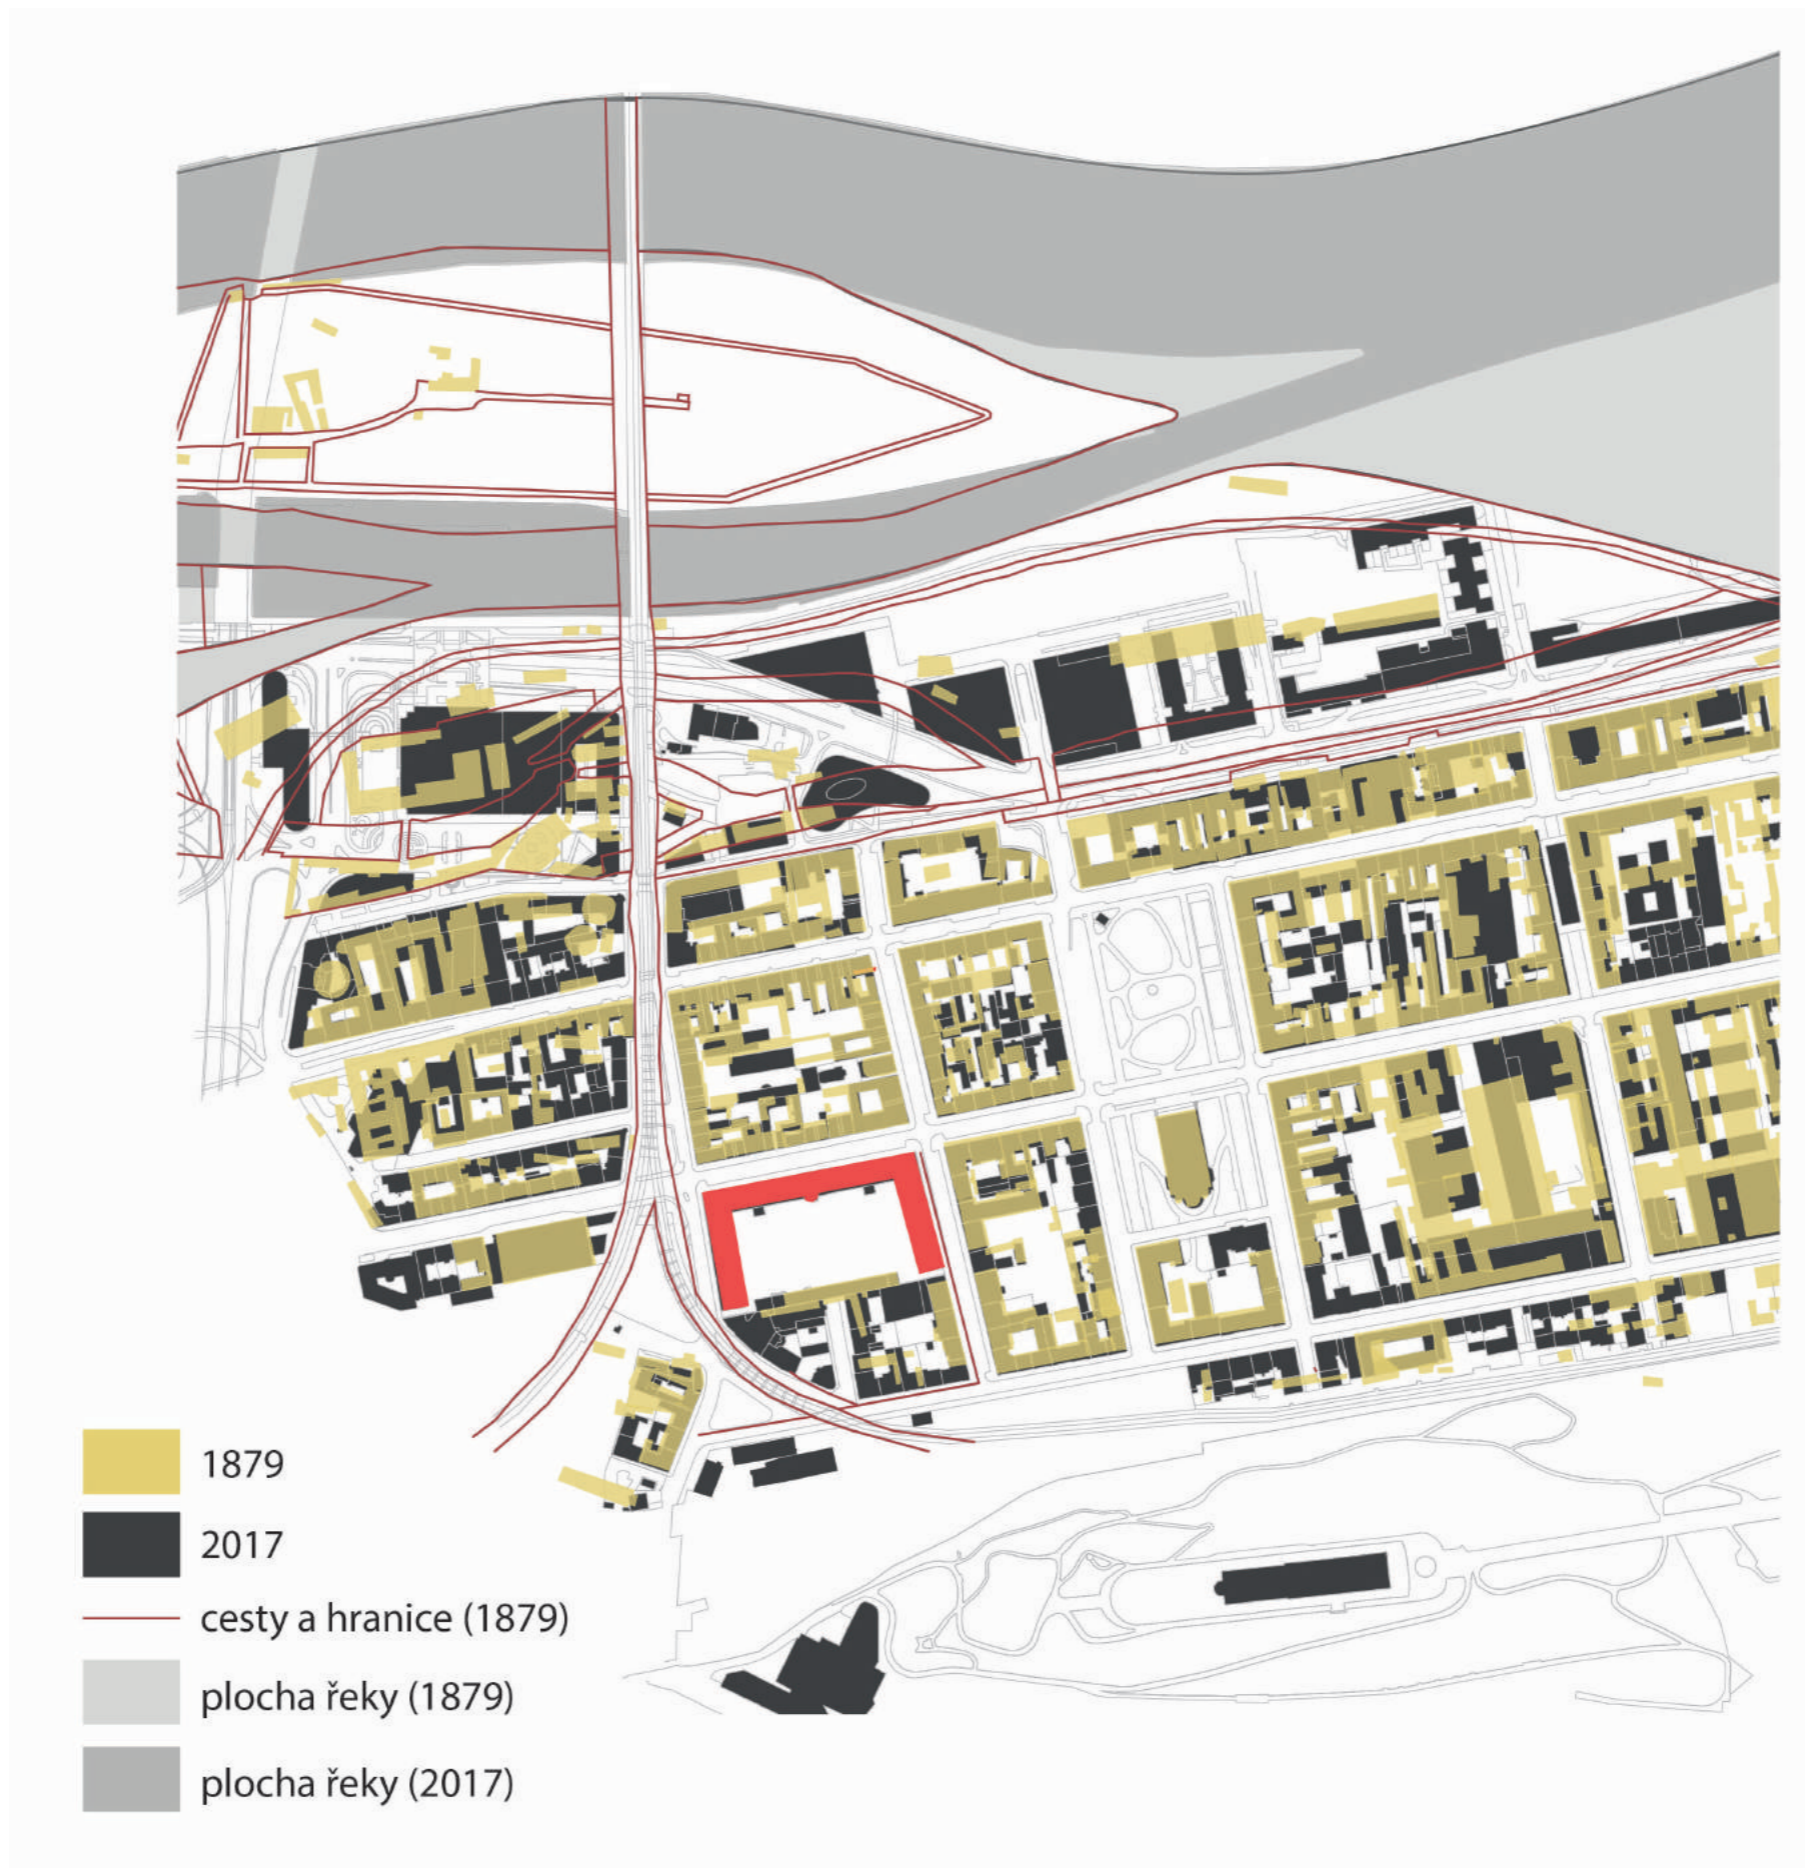 1879
2017
cesty a hranice (1879)
plocha řeky (1879)
plocha řeky (2017)